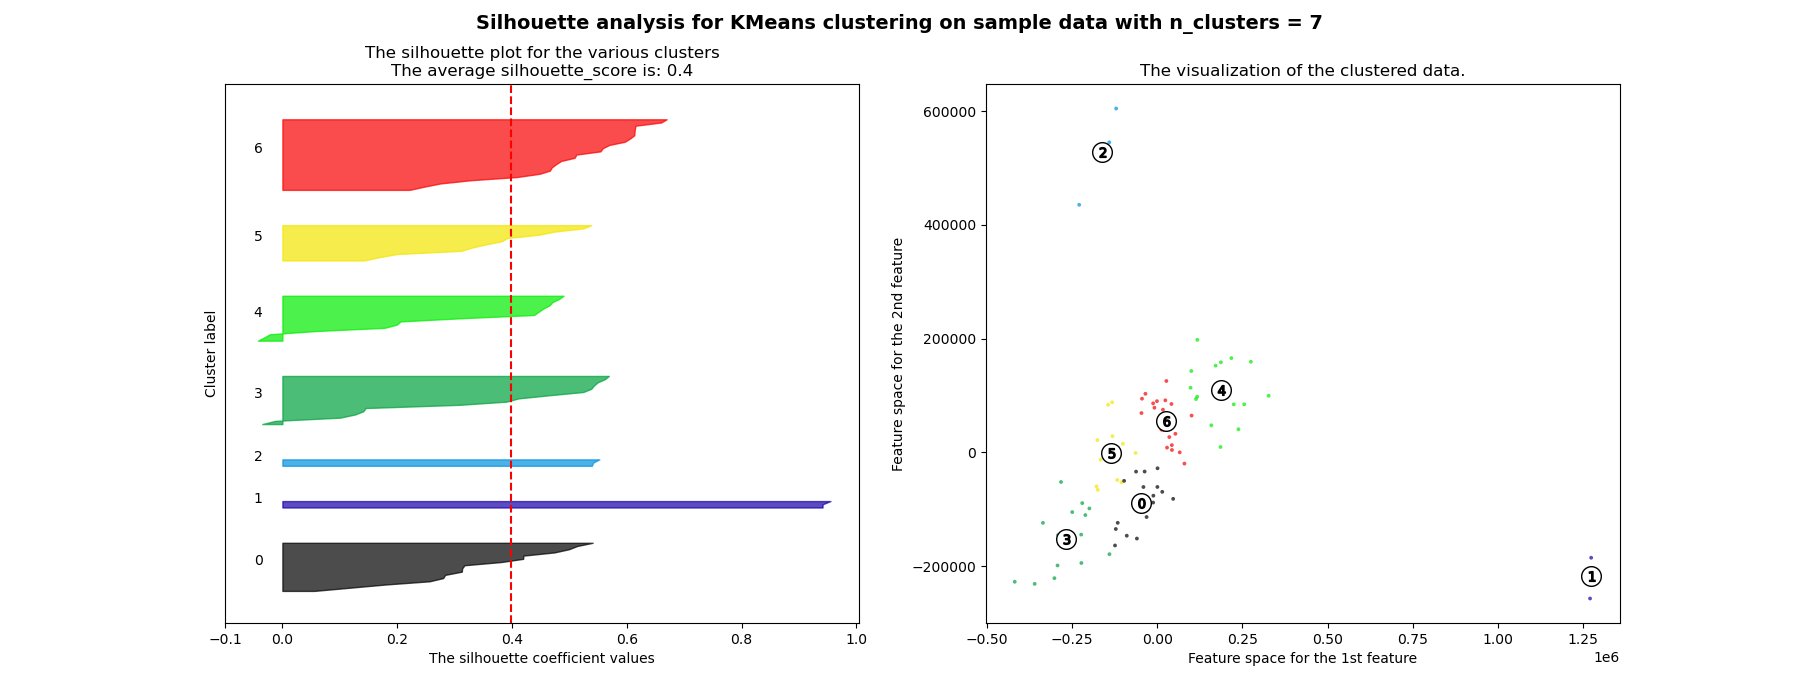 Silhouette analysis for KMeans clustering on sample data with n_clusters = 7
The silhouette plot for the various clusters
The average silhouette_score is: 0.4
6
5
4
3
2
1
0
Cluster label
−0.1 0.0 0.2 0.4 0.6 0.8 1.0
The silhouette coefficient values
The visualization of the clustered data.
600000
400000
200000
0
−200000
Feature space for the 2nd feature
2
4
6
5
0
3
1
−0.50 −0.25 0.00 0.25 0.50 0.75 1.00 1.25
1e6
Feature space for the 1st feature